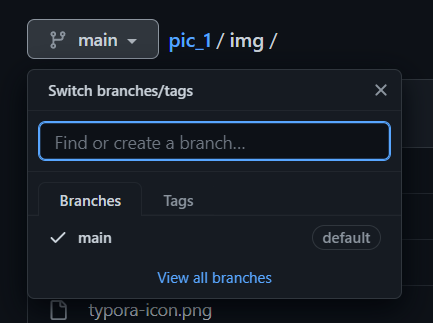 main pic_1 / img /
Switch branches/tags
Find or create a branch...
Branches Tags
main default
View all branches
typora-icon.png